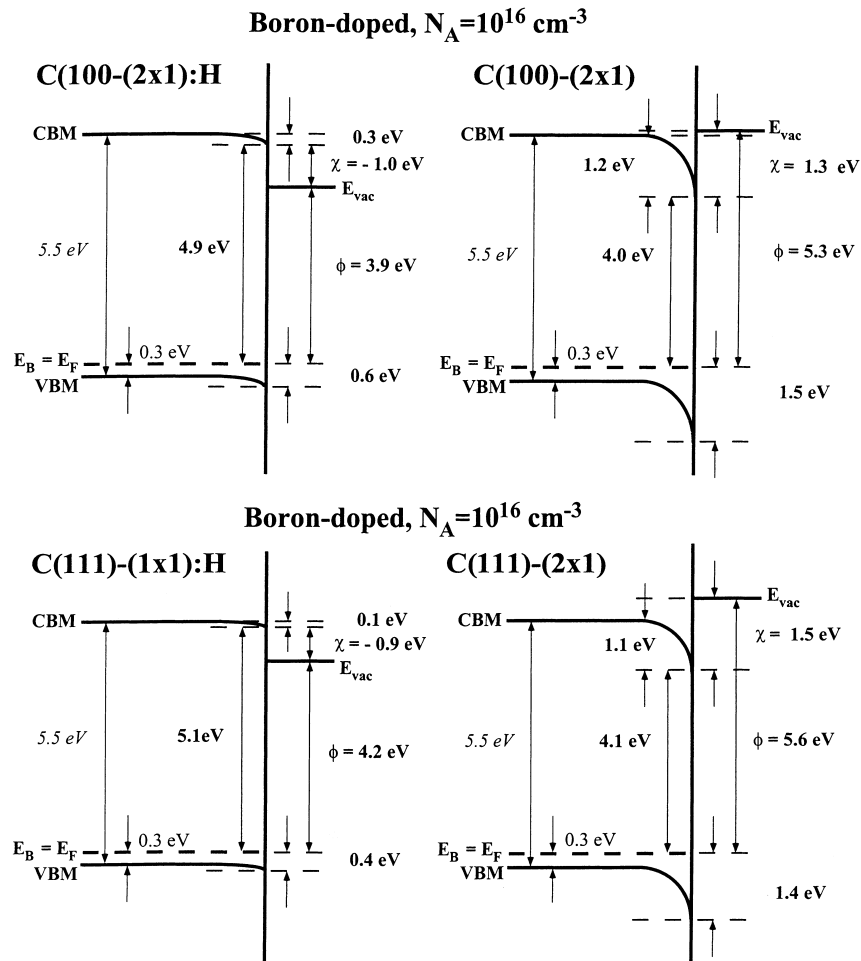 Boron-doped, N_A=10^16 cm^-3
C(100-(2x1):H
CBM
0.3 eV
χ = - 1.0 eV
E_vac
5.5 eV
4.9 eV
ϕ = 3.9 eV
0.3 eV
E_B = E_F
VBM
0.6 eV
C(100)-(2x1)
CBM
E_vac
1.2 eV
χ = 1.3 eV
5.5 eV
4.0 eV
ϕ = 5.3 eV
0.3 eV
E_B = E_F
VBM
1.5 eV
Boron-doped, N_A=10^16 cm^-3
C(111)-(1x1):H
CBM
0.1 eV
χ = - 0.9 eV
E_vac
5.5 eV
5.1eV
ϕ = 4.2 eV
0.3 eV
E_B = E_F
VBM
0.4 eV
C(111)-(2x1)
E_vac
CBM
1.1 eV
χ = 1.5 eV
5.5 eV
4.1 eV
ϕ = 5.6 eV
0.3 eV
E_B = E_F
VBM
1.4 eV